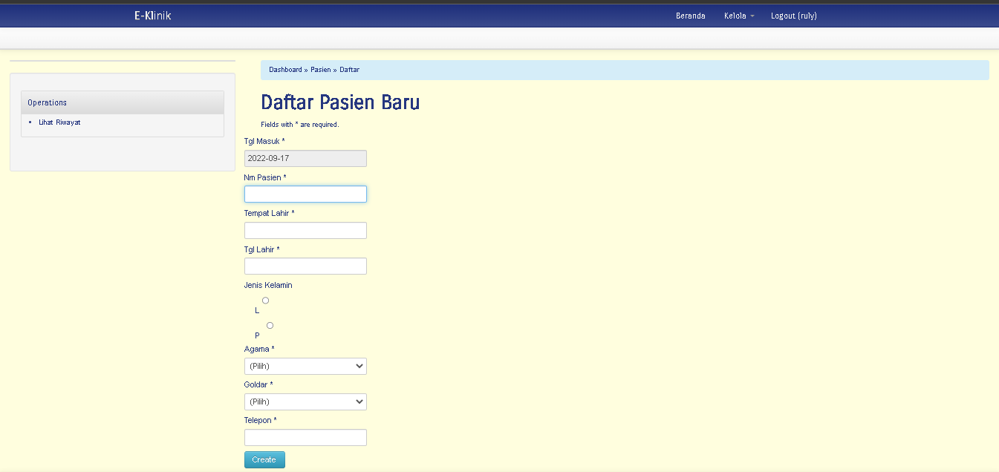 E-Klinik
Beranda Kelola Logout (ruly)
Operations
Lihat Riwayat
Dashboard » Pasien » Daftar
Daftar Pasien Baru
Fields with * are required.
Tgl Masuk *
2022-09-17
Nm Pasien *
Tempat Lahir *
Tgl Lahir *
Jenis Kelamin
L
P
Agama *
(Pilih)
Goldar *
(Pilih)
Telepon *
Create